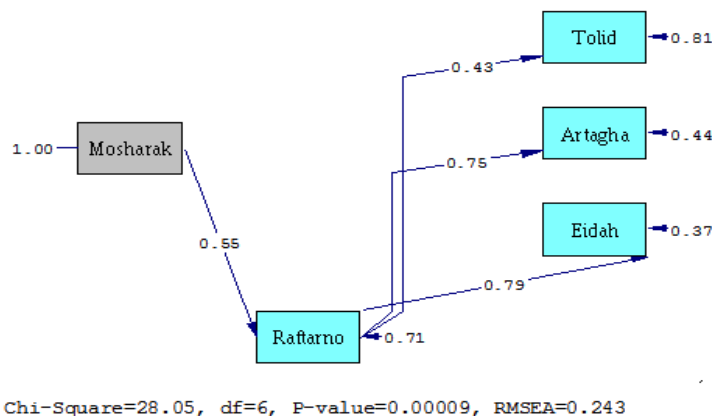 Tolid
0.81
0.43
Artagha
0.44
1.00
Mosharak
0.75
Eidah
0.37
0.55
0.79
Raftarno
0.71
Chi-Square=28.05, df=6, P-value=0.00009, RMSEA=0.243